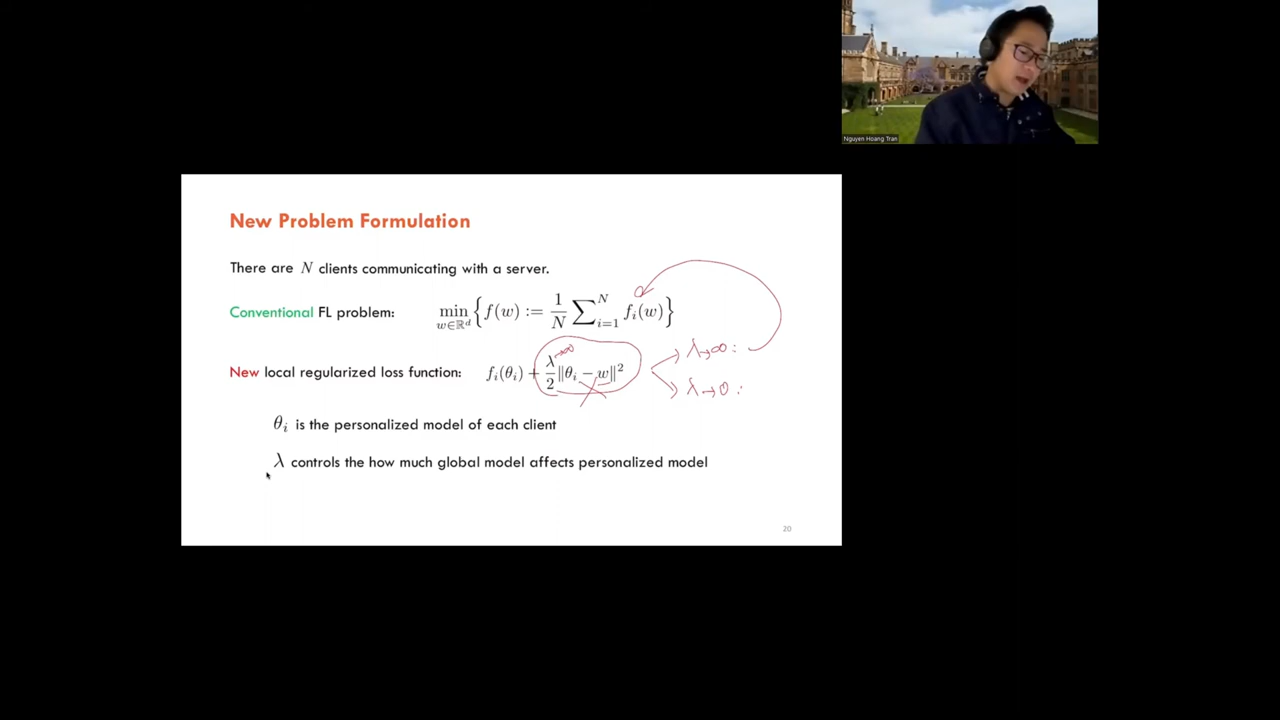 Nguyen Hoang Tran
New Problem Formulation
There are N clients communicating with a server.
Conventional FL problem: min_{w∈ℝ^d} { f(w) := 1/N ∑_{i=1}^{N} f_i(w) }
New local regularized loss function: f_i(θ_i) + λ/2 ‖θ_i − w‖²
→∞
λ→∞:
λ→0:
θ_i is the personalized model of each client
λ controls the how much global model affects personalized model
20